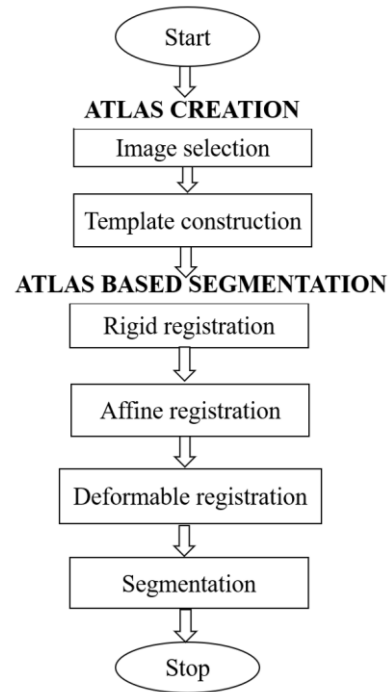 Start
ATLAS CREATION
Image selection
Template construction
ATLAS BASED SEGMENTATION
Rigid registration
Affine registration
Deformable registration
Segmentation
Stop